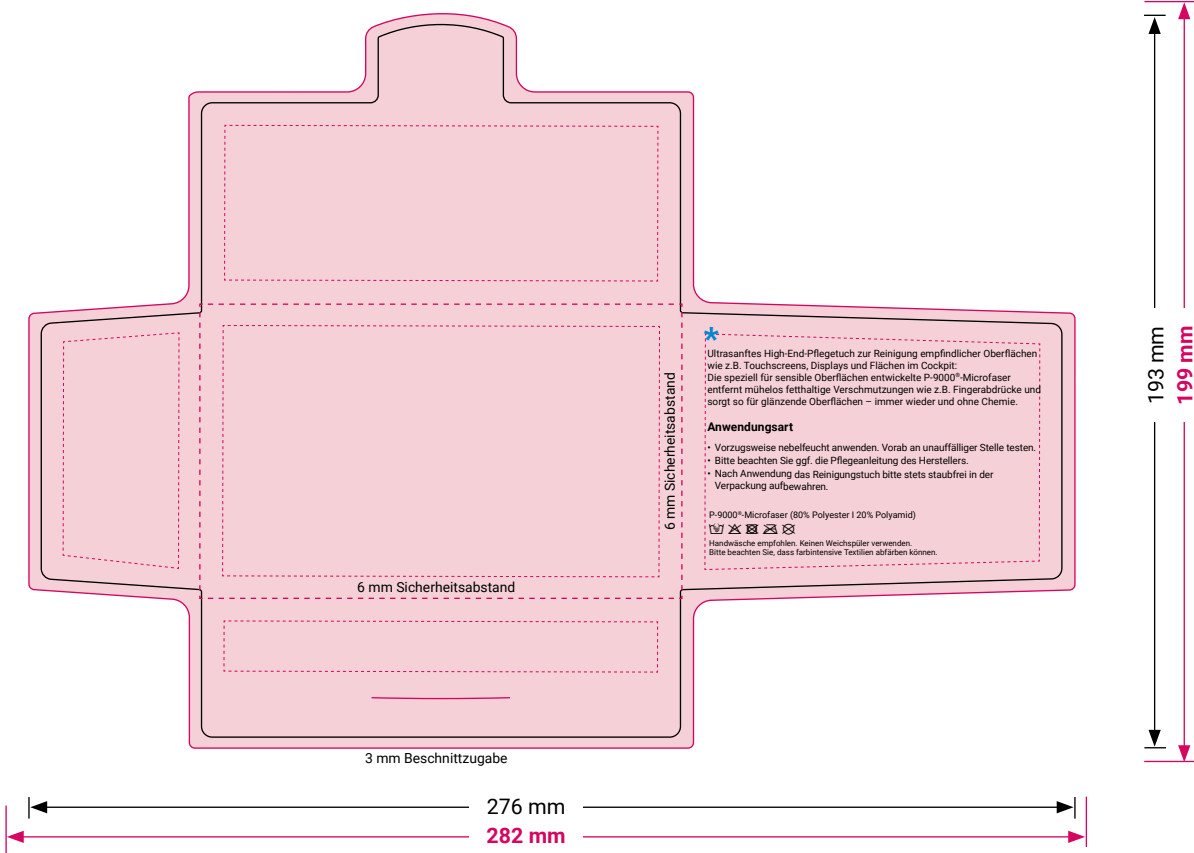 *
Ultrasanftes High-End-Pflegetuch zur Reinigung empfindlicher Oberflächen
wie z.B. Touchscreens, Displays und Flächen im Cockpit:
Die speziell für sensible Oberflächen entwickelte P-9000®-Microfaser
entfernt mühelos fetthaltige Verschmutzungen wie z.B. Fingerabdrücke und
sorgt so für glänzende Oberflächen – immer wieder und ohne Chemie.
Anwendungsart
• Vorzugsweise nebelfeucht anwenden. Vorab an unauffälliger Stelle testen.
• Bitte beachten Sie ggf. die Pflegeanleitung des Herstellers.
• Nach Anwendung das Reinigungstuch bitte stets staubfrei in der
Verpackung aufbewahren.
P-9000®-Microfaser (80% Polyester I 20% Polyamid)
Handwäsche empfohlen. Keinen Weichspüler verwenden.
Bitte beachten Sie, dass farbintensive Textilien abfärben können.
6 mm Sicherheitsabstand
6 mm Sicherheitsabstand
3 mm Beschnittzugabe
193 mm
199 mm
276 mm
282 mm